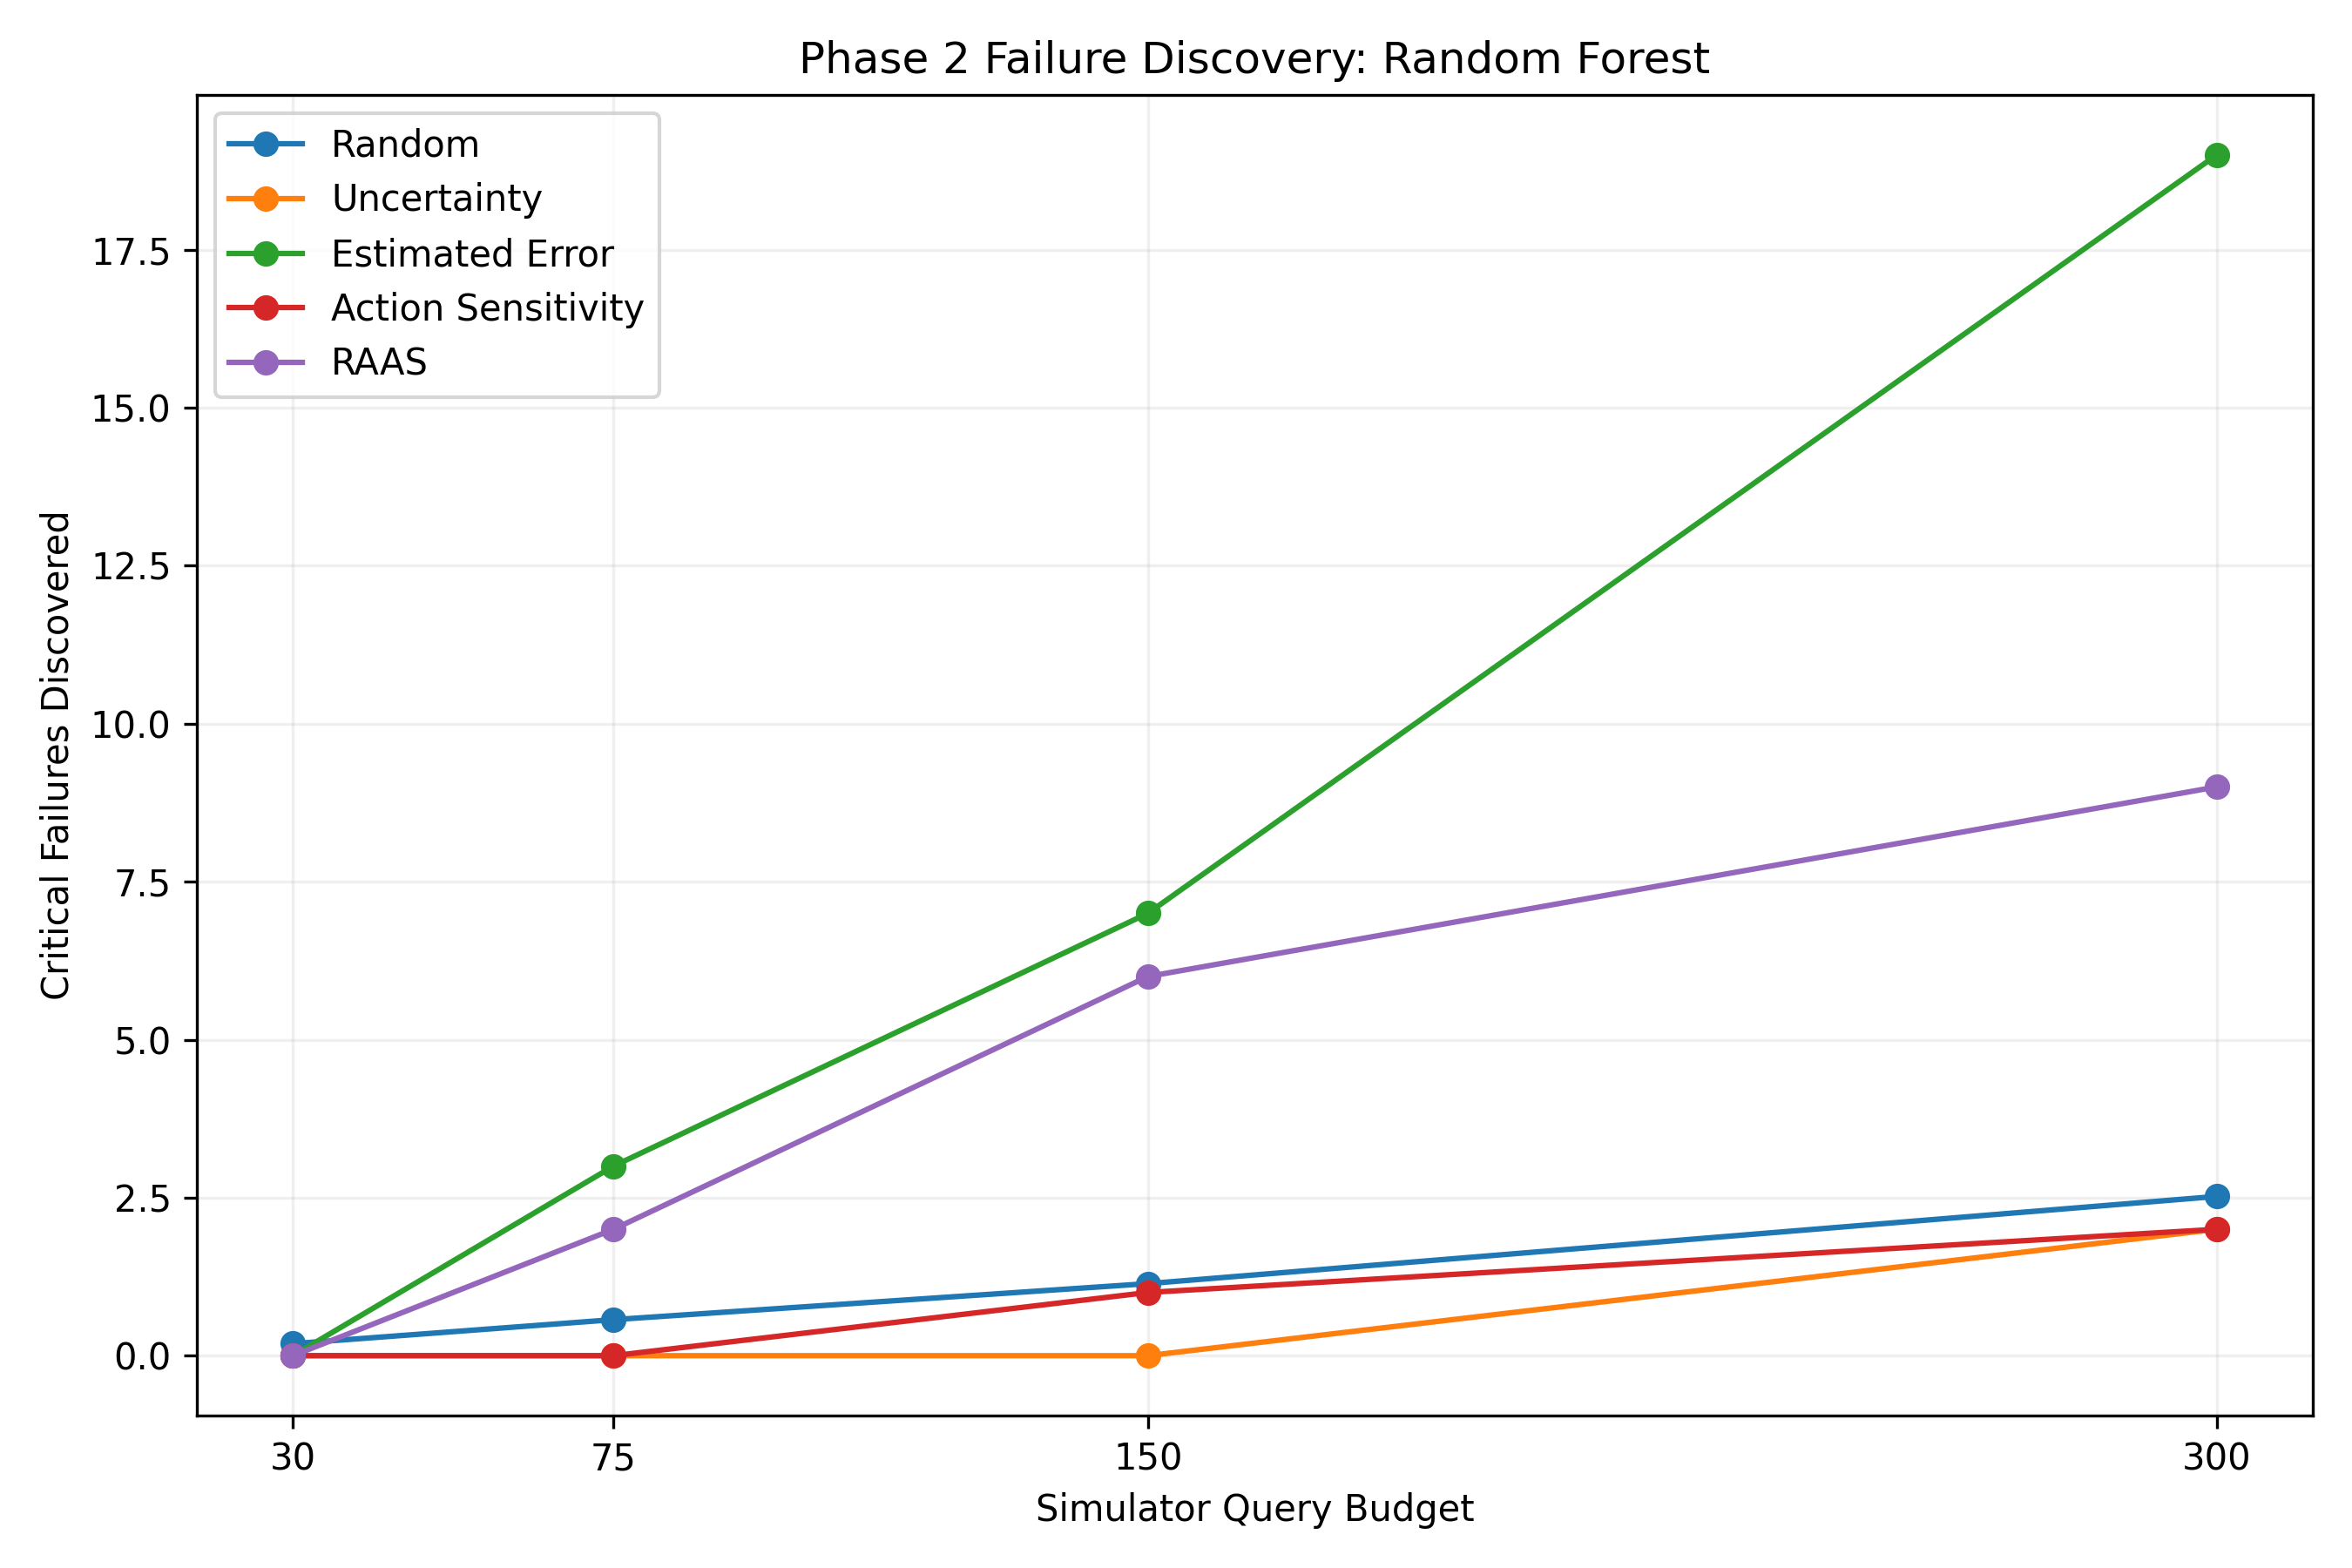 Phase 2 Failure Discovery: Random Forest
Random
Uncertainty
Estimated Error
Action Sensitivity
RAAS
Critical Failures Discovered
17.5
15.0
12.5
10.0
7.5
5.0
2.5
0.0
30 75 150 300
Simulator Query Budget